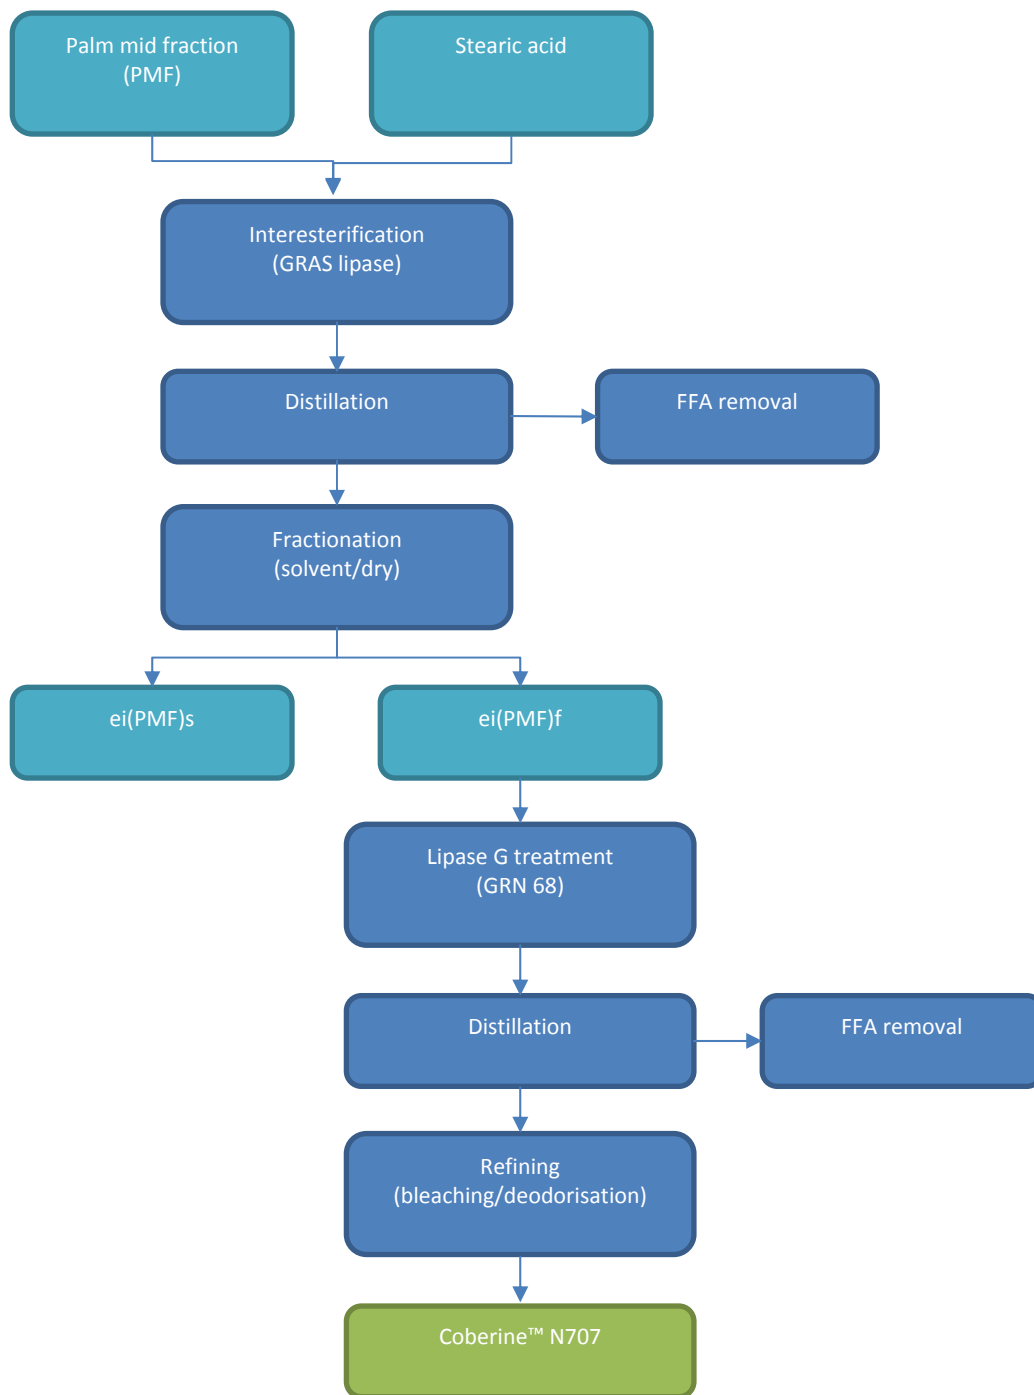 Palm mid fraction
(PMF)
Stearic acid
Interesterification
(GRAS lipase)
Distillation
FFA removal
Fractionation
(solvent/dry)
ei(PMF)s
ei(PMF)f
Lipase G treatment
(GRN 68)
Distillation
FFA removal
Refining
(bleaching/deodorisation)
Coberine™ N707